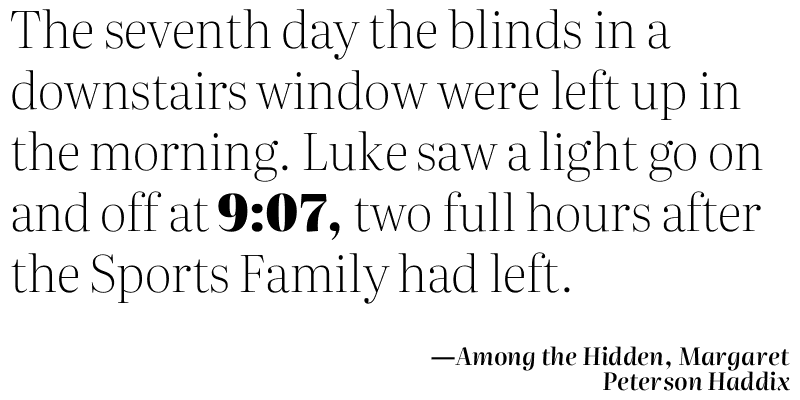 The seventh day the blinds in a
downstairs window were left up in
the morning. Luke saw a light go on
and off at 9:07, two full hours after
the Sports Family had left.
—Among the Hidden, Margaret
Peterson Haddix